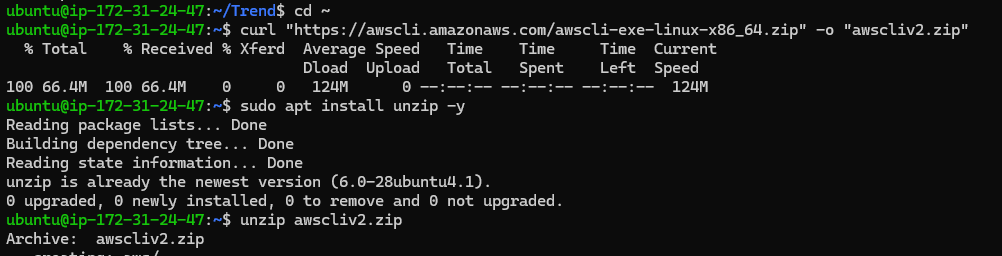 ubuntu@ip-172-31-24-47:~/Trend$ cd ~
ubuntu@ip-172-31-24-47:~$ curl "https://awscli.amazonaws.com/awscli-exe-linux-x86_64.zip" -o "awscliv2.zip"
  % Total    % Received % Xferd  Average Speed   Time    Time     Time  Current
                                 Dload  Upload   Total   Spent    Left  Speed
100 66.4M  100 66.4M    0     0   124M      0 --:--:-- --:--:-- --:--:--  124M
ubuntu@ip-172-31-24-47:~$ sudo apt install unzip -y
Reading package lists... Done
Building dependency tree... Done
Reading state information... Done
unzip is already the newest version (6.0-28ubuntu4.1).
0 upgraded, 0 newly installed, 0 to remove and 0 not upgraded.
ubuntu@ip-172-31-24-47:~$ unzip awscliv2.zip
Archive:  awscliv2.zip